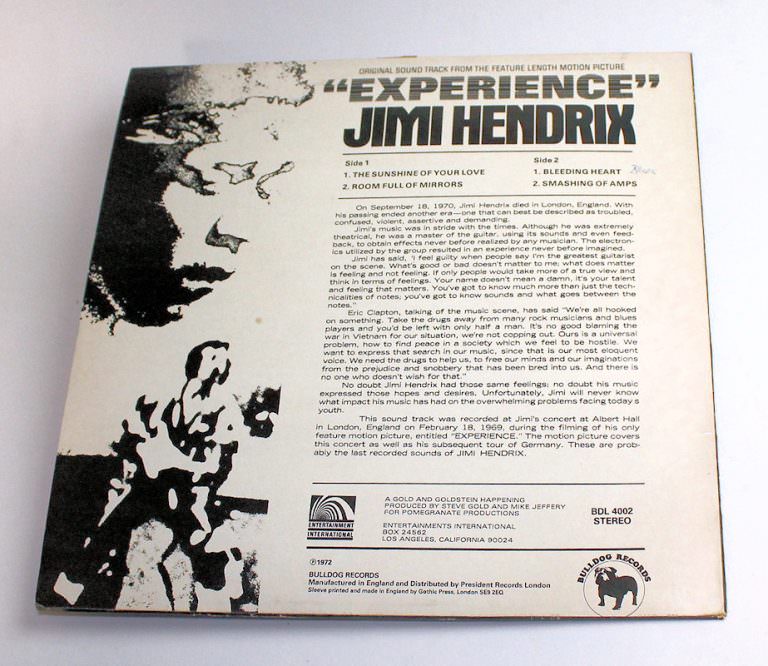 ORIGINAL SOUND TRACK FROM THE FEATURE LENGTH MOTION PICTURE
"EXPERIENCE"
JIMI HENDRIX
Side 1
1. THE SUNSHINE OF YOUR LOVE
2. ROOM FULL OF MIRRORS
Side 2
1. BLEEDING HEART
2. SMASHING OF AMPS
On September 18, 1970, Jimi Hendrix died in London, England. With
his passing ended another era—one that can best be described as troubled,
confused, violent, assertive and demanding.
Jimi's music was in stride with the times. Although he was extremely
theatrical, he was a master of the guitar, using its sounds and even feed-
back, to obtain effects never before realized by any musician. The electron-
ics utilized by the group resulted in an experience never before imagined.
Jimi has said, 'I feel guilty when people say I'm the greatest guitarist
on the scene. What's good or bad doesn't matter to me; what does matter
is feeling and not feeling. If only people would take more of a true view and
think in terms of feelings. Your name doesn't mean a damn, it's your talent
and feeling that matters. You've got to know much more than just the tech-
nicalities of notes; you've got to know sounds and what goes between the
notes."
Eric Clapton, talking of the music scene, has said "We're all hooked
on something. Take the drugs away from many rock musicians and blues
players and you'd be left with only half a man. It's no good blaming the
war in Vietnam for our situation, we're not copping out. Ours is a universal
problem, how to find peace in a society which we feel to be hostile. We
want to express that search in our music, since that is our most eloquent
voice. We need the drugs to help us, to free our minds and our imaginations
from the prejudice and snobbery that has been bred into us. And there is
no one who doesn't wish for that."
No doubt Jimi Hendrix had those same feelings; no doubt his music
expressed those hopes and desires. Unfortunately, Jimi will never know
what impact his music has had on the overwhelming problems facing today s
youth.
This sound track was recorded at Jimi's concert at Albert Hall
in London, England on February 18, 1969, during the filming of his only
feature motion picture, entitled "EXPERIENCE." The motion picture covers
this concert as well as his subsequent tour of Germany. These are prob-
ably the last recorded sounds of JIMI HENDRIX.
ENTERTAINMENT
INTERNATIONAL
A GOLD AND GOLDSTEIN HAPPENING
PRODUCED BY STEVE GOLD AND MIKE JEFFERY
FOR POMEGRANATE PRODUCTIONS
ENTERTAINMENTS INTERNATIONAL
BOX 24562
LOS ANGELES, CALIFORNIA 90024
BDL 4002
STEREO
℗1972
BULLDOG RECORDS
Manufactured in England and Distributed by President Records London
Sleeve printed and made in England by Gothic Press, London SE9 2EG
BULLDOG RECORDS